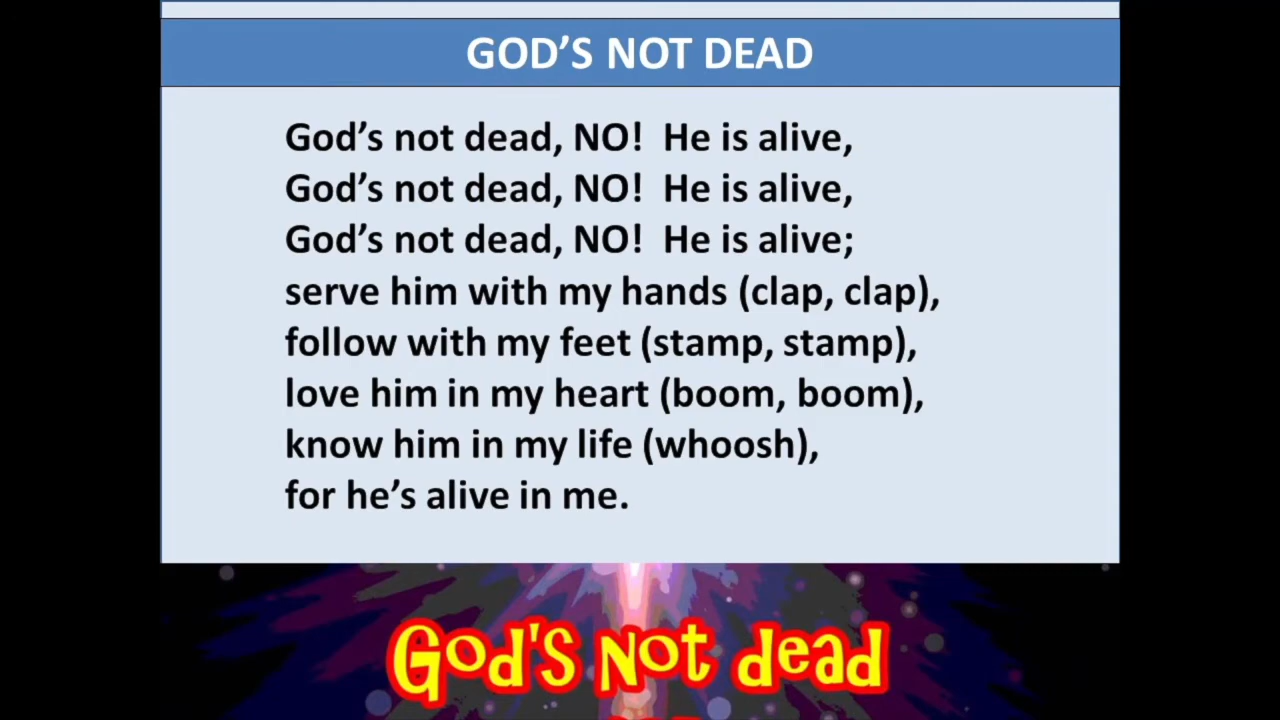 GOD’S NOT DEAD
God’s not dead, NO!  He is alive,
God’s not dead, NO!  He is alive,
God’s not dead, NO!  He is alive;
serve him with my hands (clap, clap),
follow with my feet (stamp, stamp),
love him in my heart (boom, boom),
know him in my life (whoosh),
for he’s alive in me.
God's Not dead